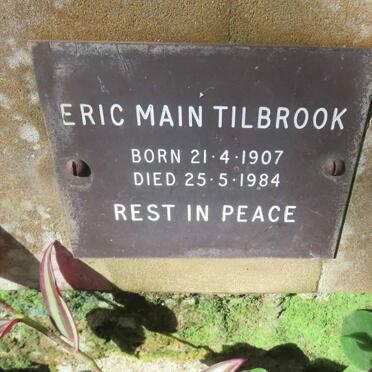 ERIC MAIN TILBROOK
BORN 21·4·1907
DIED 25·5·1984
REST IN PEACE